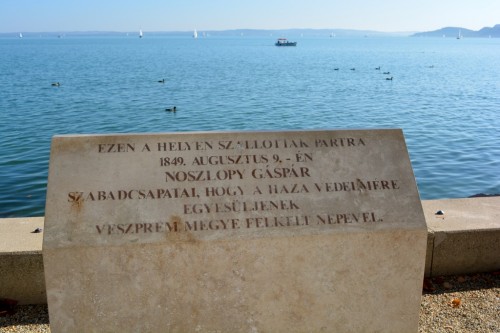 EZEN A HELYEN SZÁLLOTTAK PARTRA
1849. AUGUSZTUS 9,-ÉN
NOSZLOPY GÁSPÁR
SZABADCSAPATAI, HOGY A HAZA VÉDELMÉRE
EGYESÜLJENEK
VESZPRÉM MEGYE FELKELT NÉPÉVEL.